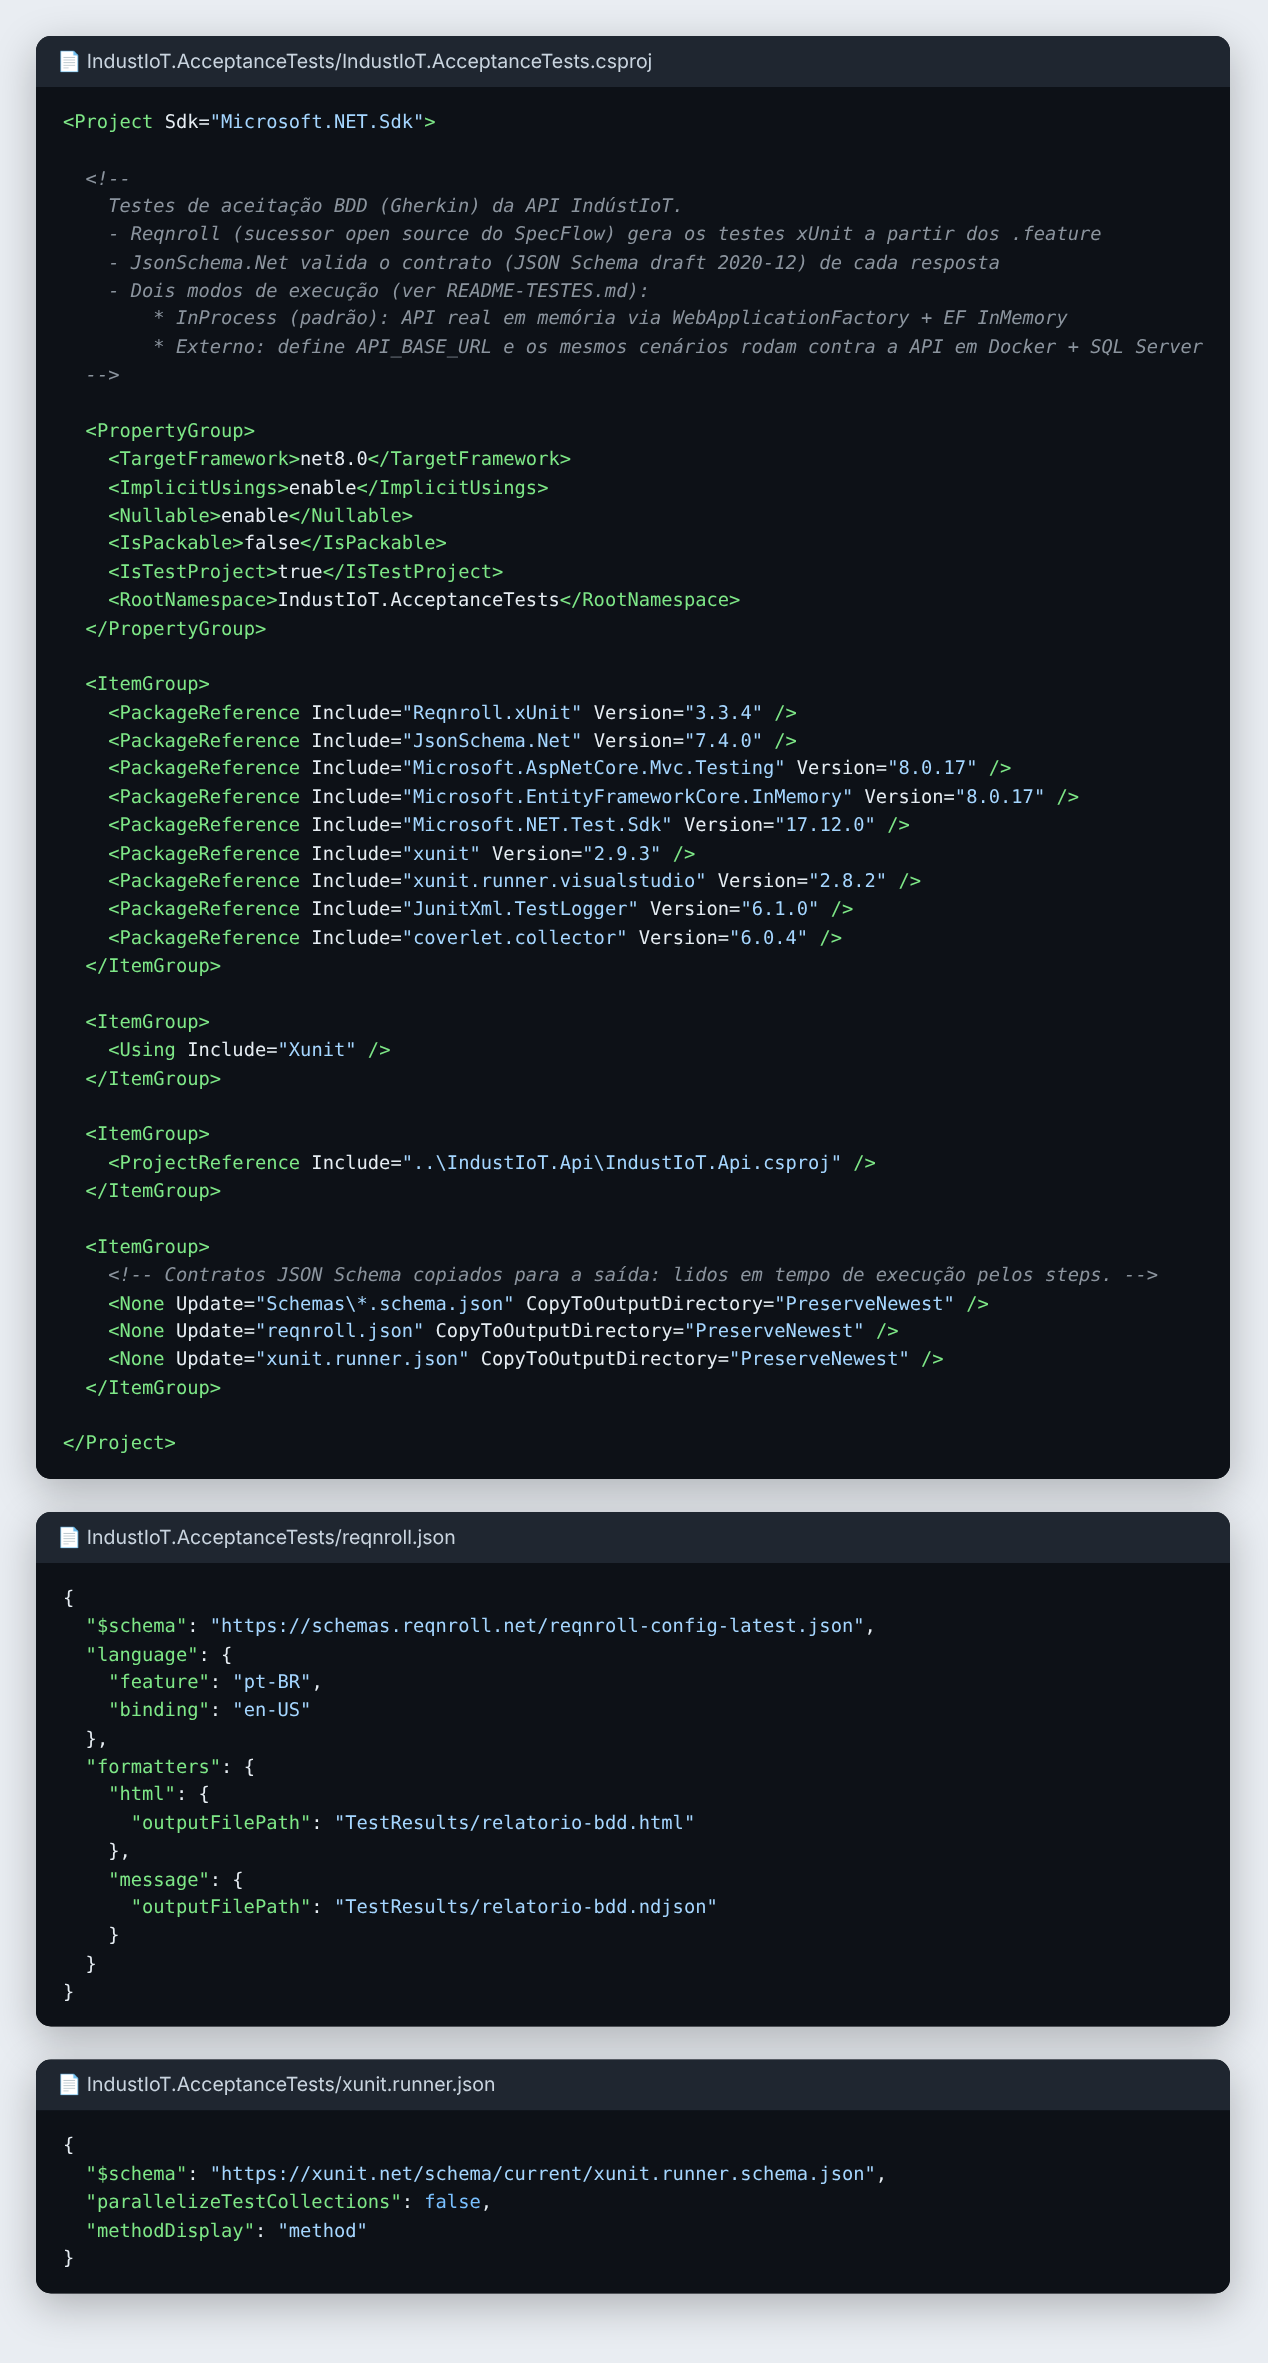 IndustIoT.AcceptanceTests/IndustIoT.AcceptanceTests.csproj
<Project Sdk="Microsoft.NET.Sdk">
  <!--
    Testes de aceitação BDD (Gherkin) da API IndústIoT.
    - Reqnroll (sucessor open source do SpecFlow) gera os testes xUnit a partir dos .feature
    - JsonSchema.Net valida o contrato (JSON Schema draft 2020-12) de cada resposta
    - Dois modos de execução (ver README-TESTES.md):
        * InProcess (padrão): API real em memória via WebApplicationFactory + EF InMemory
        * Externo: define API_BASE_URL e os mesmos cenários rodam contra a API em Docker + SQL Server
  -->
  <PropertyGroup>
    <TargetFramework>net8.0</TargetFramework>
    <ImplicitUsings>enable</ImplicitUsings>
    <Nullable>enable</Nullable>
    <IsPackable>false</IsPackable>
    <IsTestProject>true</IsTestProject>
    <RootNamespace>IndustIoT.AcceptanceTests</RootNamespace>
  </PropertyGroup>
  <ItemGroup>
    <PackageReference Include="Reqnroll.xUnit" Version="3.3.4" />
    <PackageReference Include="JsonSchema.Net" Version="7.4.0" />
    <PackageReference Include="Microsoft.AspNetCore.Mvc.Testing" Version="8.0.17" />
    <PackageReference Include="Microsoft.EntityFrameworkCore.InMemory" Version="8.0.17" />
    <PackageReference Include="Microsoft.NET.Test.Sdk" Version="17.12.0" />
    <PackageReference Include="xunit" Version="2.9.3" />
    <PackageReference Include="xunit.runner.visualstudio" Version="2.8.2" />
    <PackageReference Include="JunitXml.TestLogger" Version="6.1.0" />
    <PackageReference Include="coverlet.collector" Version="6.0.4" />
  </ItemGroup>
  <ItemGroup>
    <Using Include="Xunit" />
  </ItemGroup>
  <ItemGroup>
    <ProjectReference Include="..\IndustIoT.Api\IndustIoT.Api.csproj" />
  </ItemGroup>
  <ItemGroup>
    <!-- Contratos JSON Schema copiados para a saída: lidos em tempo de execução pelos steps. -->
    <None Update="Schemas\*.schema.json" CopyToOutputDirectory="PreserveNewest" />
    <None Update="reqnroll.json" CopyToOutputDirectory="PreserveNewest" />
    <None Update="xunit.runner.json" CopyToOutputDirectory="PreserveNewest" />
  </ItemGroup>
</Project>
IndustIoT.AcceptanceTests/reqnroll.json
{
  "$schema": "https://schemas.reqnroll.net/reqnroll-config-latest.json",
  "language": {
    "feature": "pt-BR",
    "binding": "en-US"
  },
  "formatters": {
    "html": {
      "outputFilePath": "TestResults/relatorio-bdd.html"
    },
    "message": {
      "outputFilePath": "TestResults/relatorio-bdd.ndjson"
    }
  }
}
IndustIoT.AcceptanceTests/xunit.runner.json
{
  "$schema": "https://xunit.net/schema/current/xunit.runner.schema.json",
  "parallelizeTestCollections": false,
  "methodDisplay": "method"
}